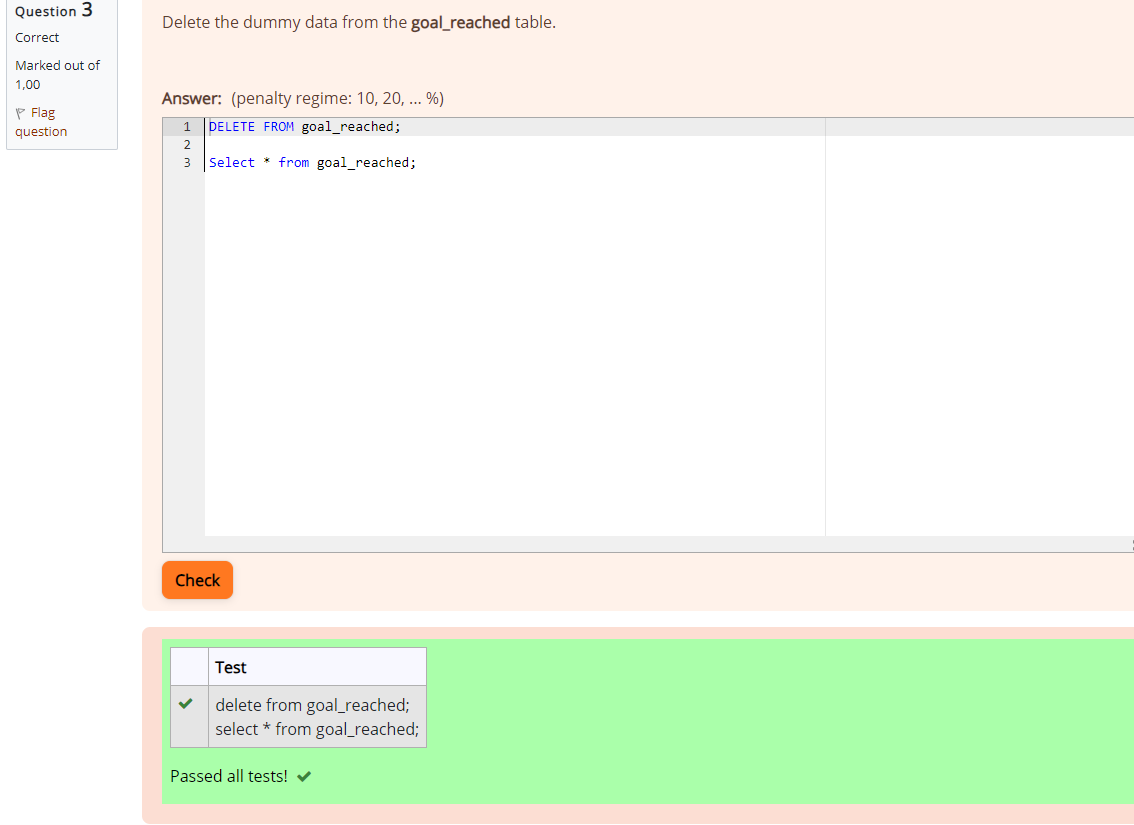 Question 3
Correct
Marked out of
1,00
Flag
question
Delete the dummy data from the goal_reached table.
Answer: (penalty regime: 10, 20, ... %)
1 DELETE FROM goal_reached;
2
3 Select * from goal_reached;
Check
Test
delete from goal_reached;
select * from goal_reached;
Passed all tests!